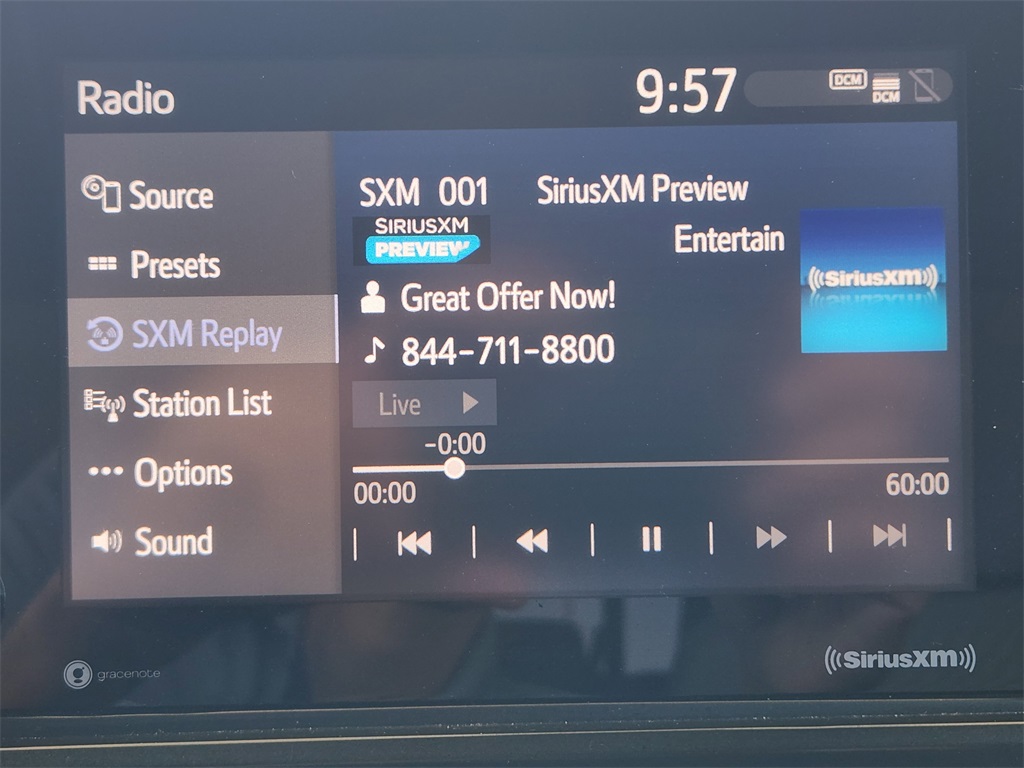 Radio
9:57
DCM
DCM
Source
Presets
SXM Replay
Station List
Options
Sound
SXM 001 SiriusXM Preview
SIRIUSXM
PREVIEW
Entertain
SiriusXM
Great Offer Now!
844-711-8800
Live
-0:00
00:00
60:00
gracenote
SiriusXM